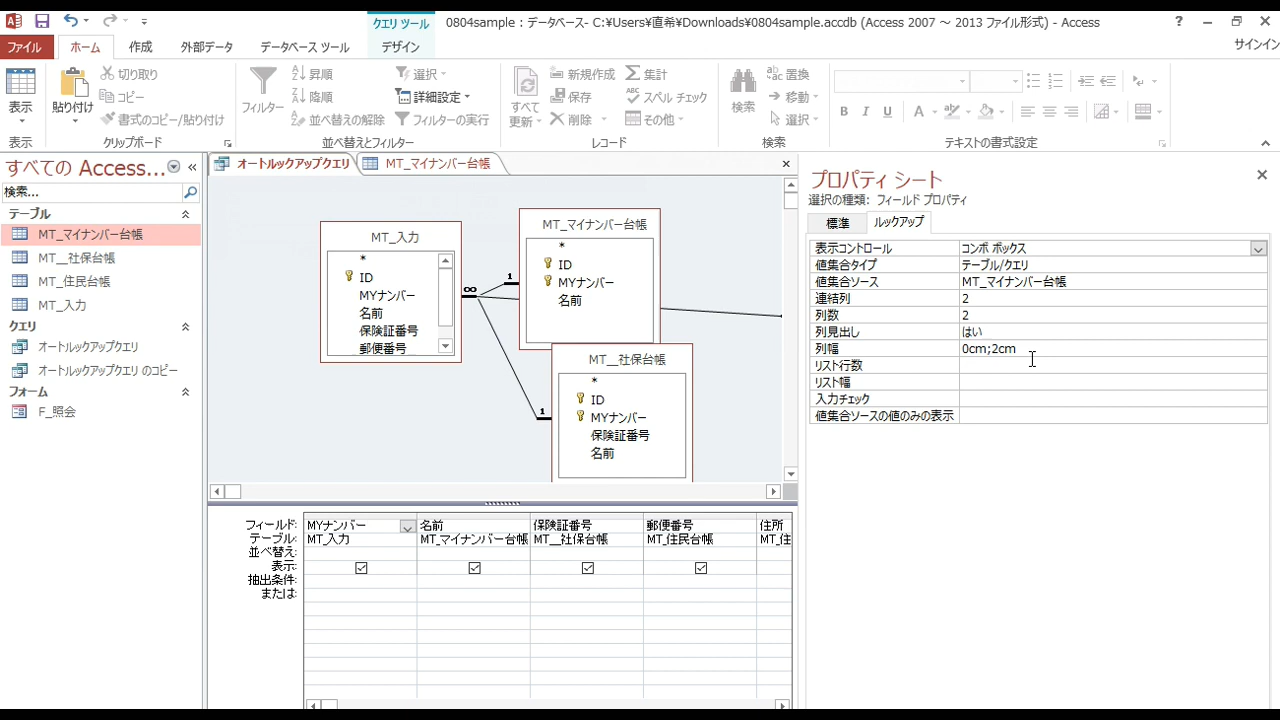 クエリ ツール
0804sample : データベース- C:¥Users¥直希¥Downloads¥0804sample.accdb (Access 2007 ～ 2013 ファイル形式) - Access
?
ファイル ホーム 作成 外部データ データベース ツール デザイン サインイン
表示 貼り付け
切り取り
コピー
書式のコピー/貼り付け
フィルター
昇順
降順
並べ替え/解除
選択
詳細設定
フィルターの実行
すべて
更新
新規作成
保存
削除
集計
スペル チェック
その他
検索
置換
移動
選択
B I U A
表示 クリップボード 並べ替えとフィルター レコード 検索 テキストの書式設定
すべての Access...
検索...
テーブル
MT_マイナンバー台帳
MT__社保台帳
MT_住民台帳
MT_入力
クエリ
オートルックアップクエリ
オートルックアップクエリ のコピー
フォーム
F_照会
オートルックアップクエリ MT_マイナンバー台帳
MT_入力
*
ID
MYナンバー
名前
保険証番号
郵便番号
∞
1
1
MT_マイナンバー台帳
*
ID
MYナンバー
名前
MT__社保台帳
*
ID
MYナンバー
保険証番号
名前
フィールド: MYナンバー 名前 保険証番号 郵便番号 住所
テーブル: MT_入力 MT_マイナンバー台帳 MT__社保台帳 MT_住民台帳 MT_住
並べ替え:
表示:
抽出条件:
または:
プロパティ シート
選択の種類: フィールド プロパティ
標準 ルックアップ
表示コントロール コンボ ボックス
値集合タイプ テーブル/クエリ
値集合ソース MT_マイナンバー台帳
連結列 2
列数 2
列見出し はい
列幅 0cm;2cm
リスト行数
リスト幅
入力チェック
値集合ソースの値のみの表示